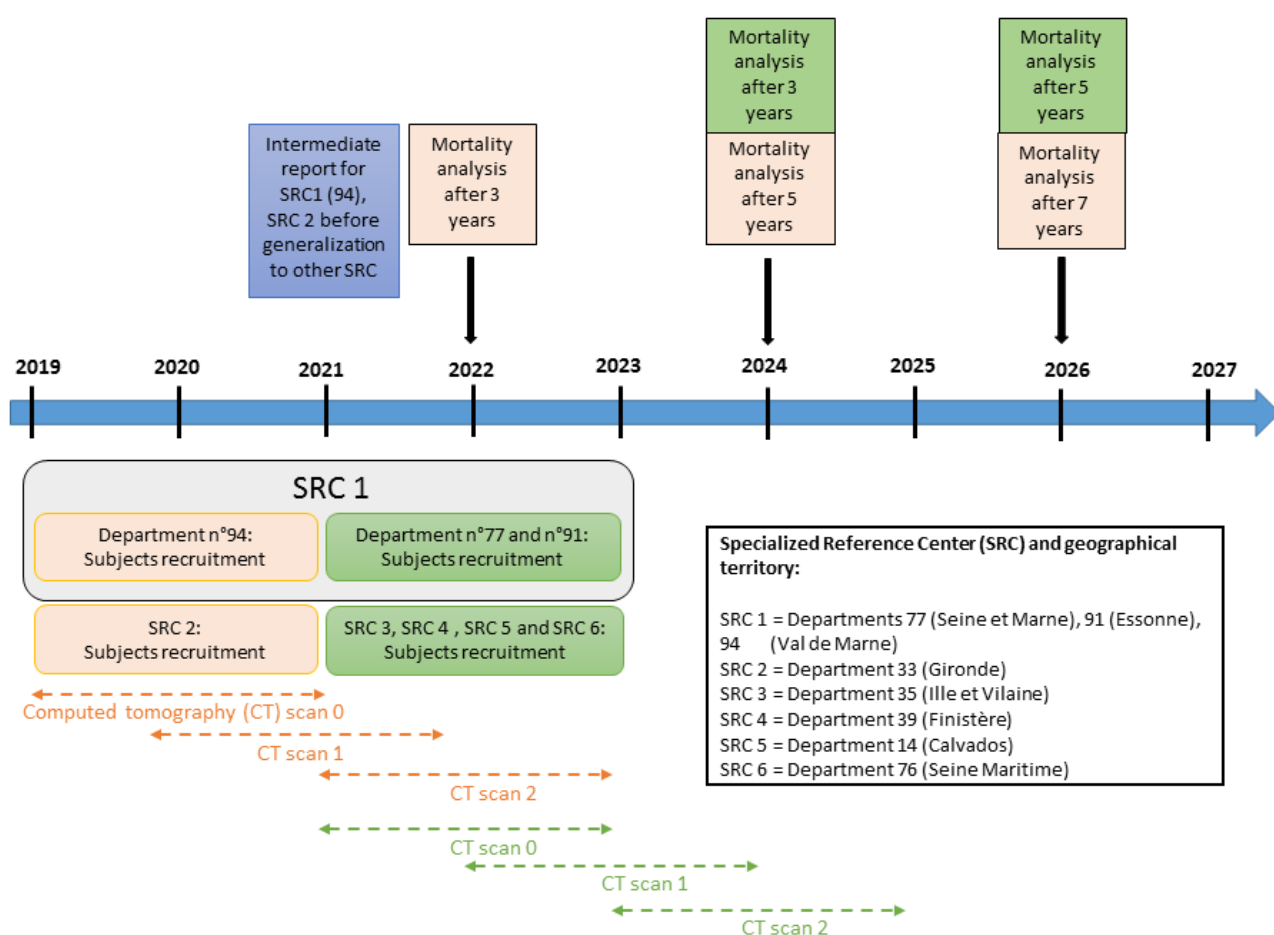 Mortality
analysis
after 3
years
Mortality
analysis
after 5
years
Intermediate
report for
SRC1 (94),
SRC 2 before
generalization
to other SRC
Mortality
analysis
after 3
years
Mortality
analysis
after 5
years
Mortality
analysis
after 7
years
2019 2020 2021 2022 2023 2024 2025 2026 2027
SRC 1
Department n°94:
Subjects recruitment
Department n°77 and n°91:
Subjects recruitment
SRC 2:
Subjects recruitment
SRC 3, SRC 4 , SRC 5 and SRC 6:
Subjects recruitment
Computed tomography (CT) scan 0
CT scan 1
CT scan 2
CT scan 0
CT scan 1
CT scan 2
Specialized Reference Center (SRC) and geographical
territory:
SRC 1 = Departments 77 (Seine et Marne), 91 (Essonne),
94 (Val de Marne)
SRC 2 = Department 33 (Gironde)
SRC 3 = Department 35 (Ille et Vilaine)
SRC 4 = Department 39 (Finistère)
SRC 5 = Department 14 (Calvados)
SRC 6 = Department 76 (Seine Maritime)